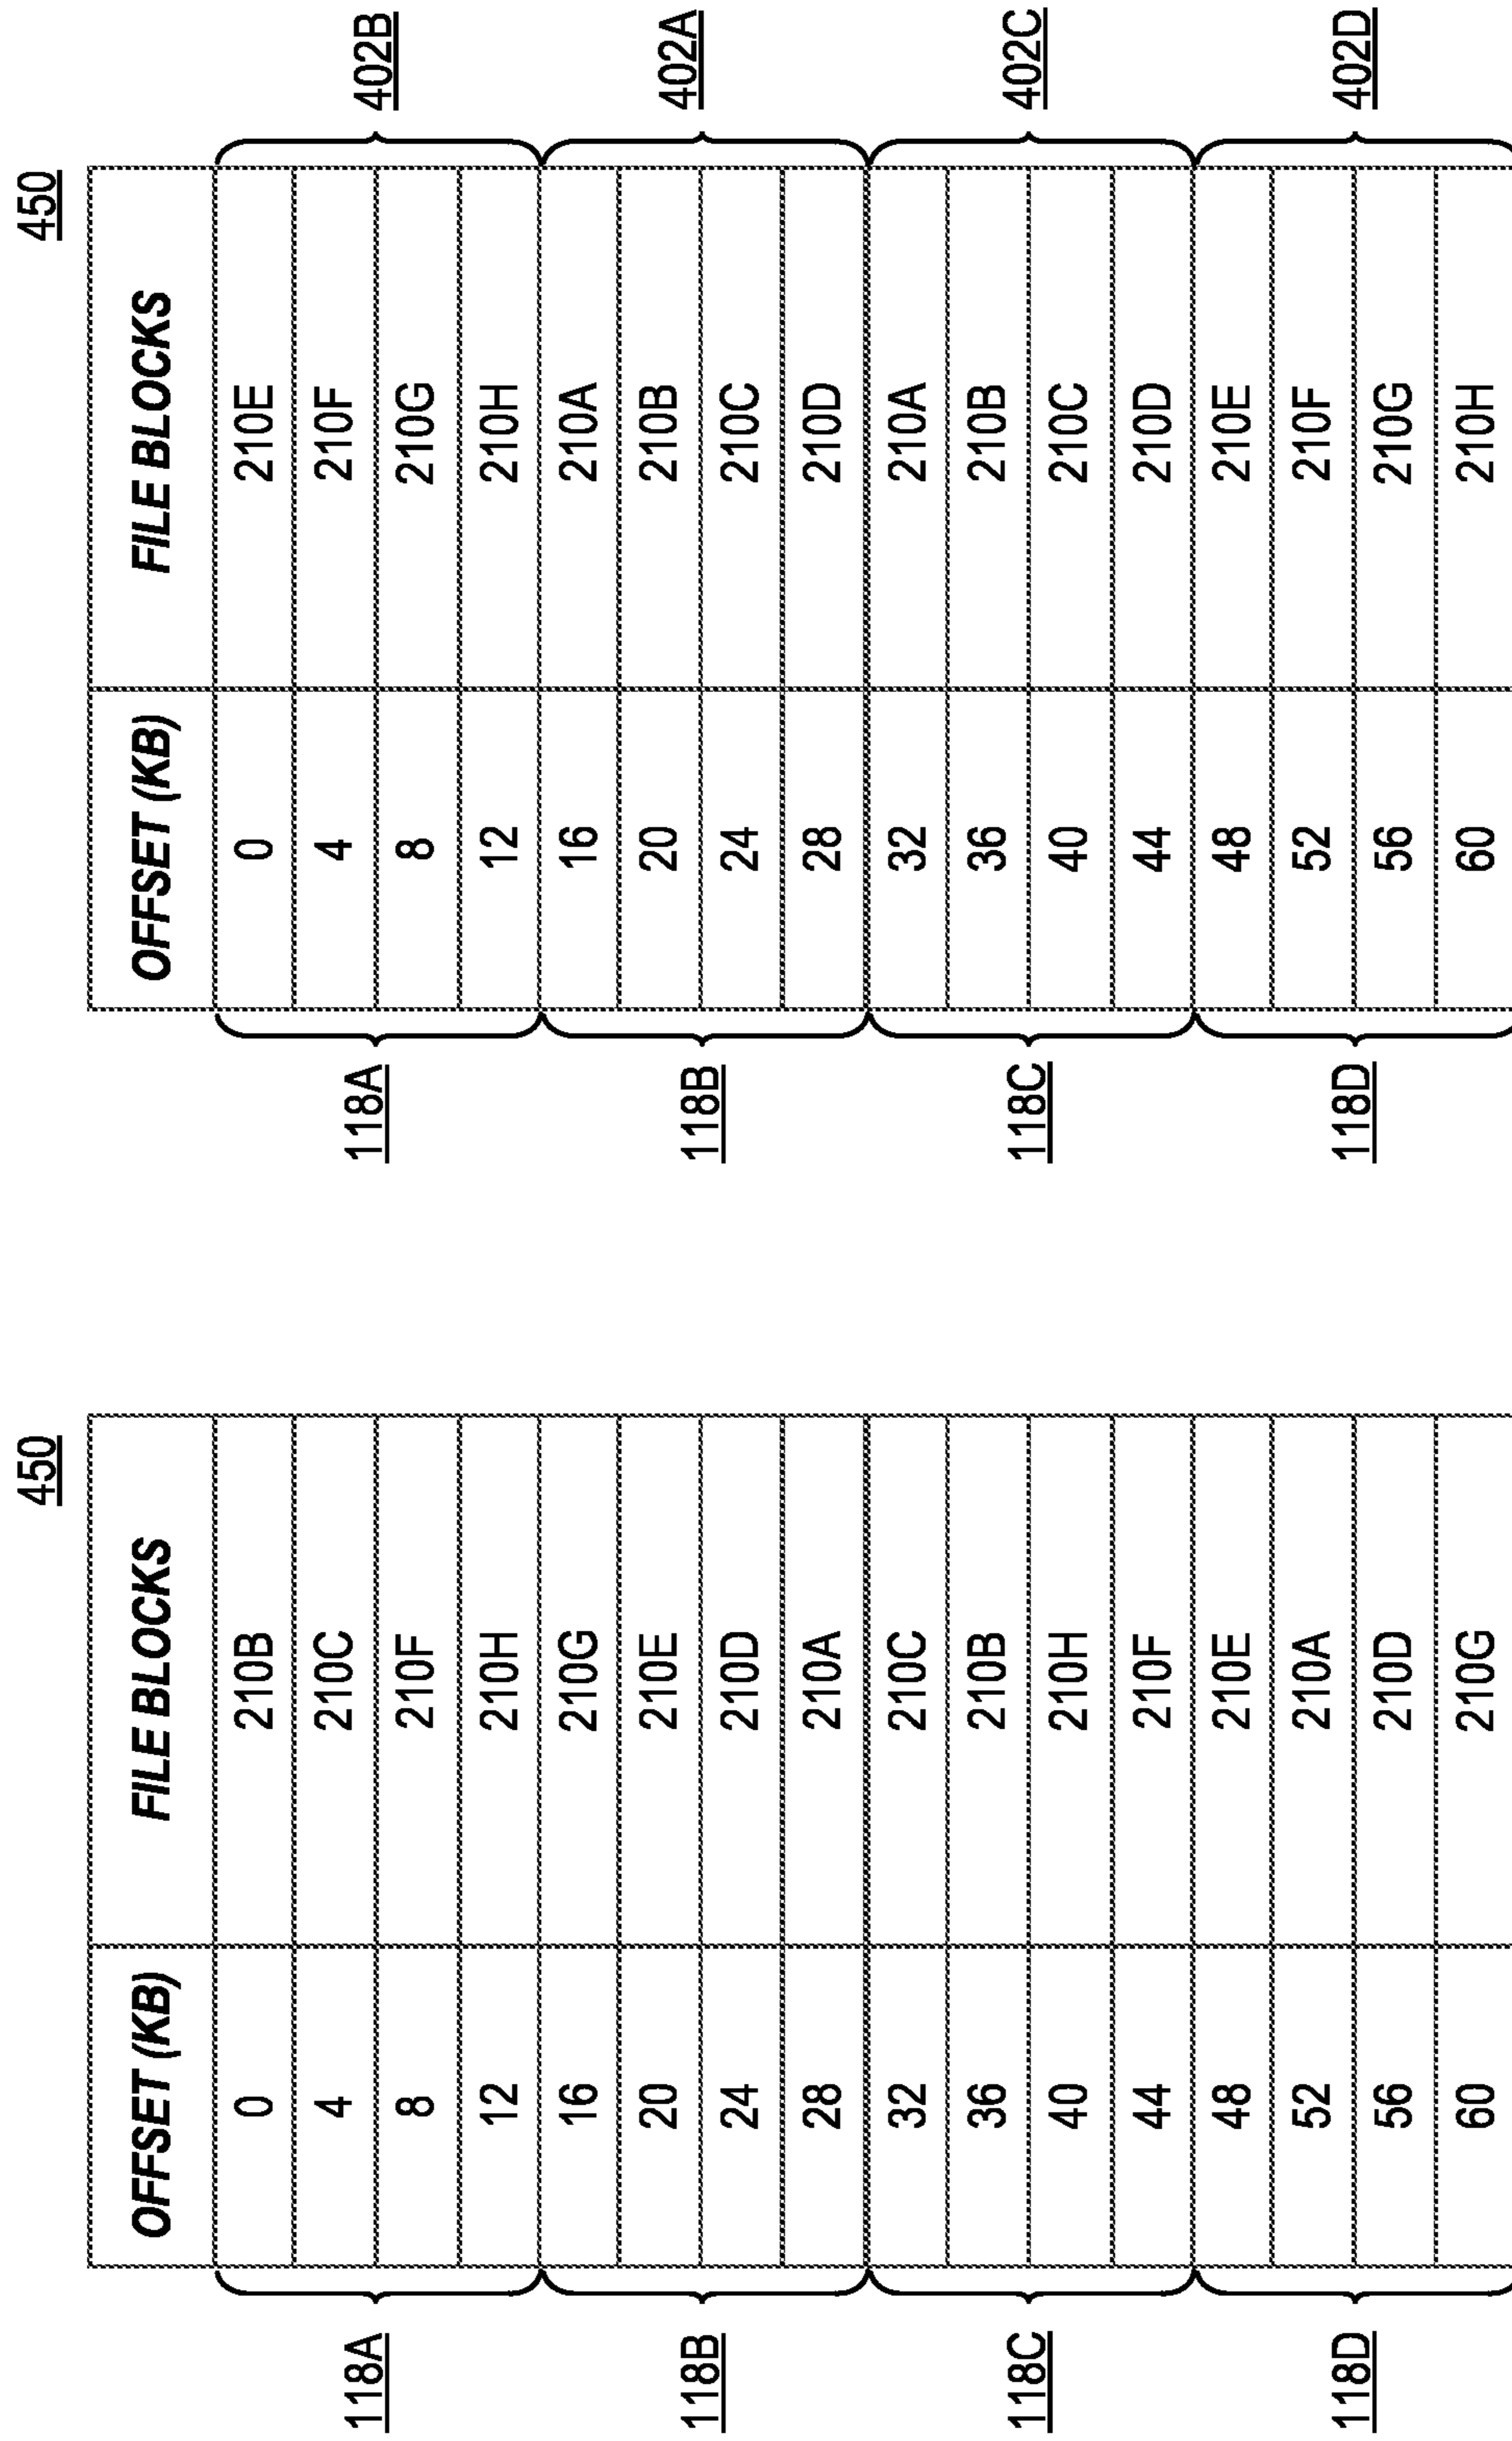 450
OFFSET (KB) FILE BLOCKS
118A
0 210B
4 210C
8 210F
12 210H
118B
16 210G
20 210E
24 210D
28 210A
118C
32 210C
36 210B
40 210H
44 210F
118D
48 210E
52 210A
56 210D
60 210G
450
OFFSET (KB) FILE BLOCKS
118A
0 210E
4 210F
8 210G
12 210H
402B
118B
16 210A
20 210B
24 210C
28 210D
402A
118C
32 210A
36 210B
40 210C
44 210D
402C
118D
48 210E
52 210F
56 210G
60 210H
402D